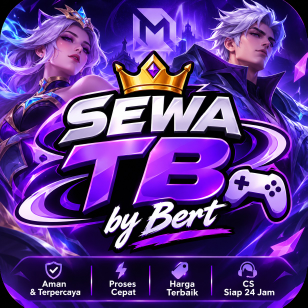 SEWA
TB
by Bert
Aman
& Terpercaya
Proses
Cepat
Harga
Terbaik
CS
Siap 24 Jam